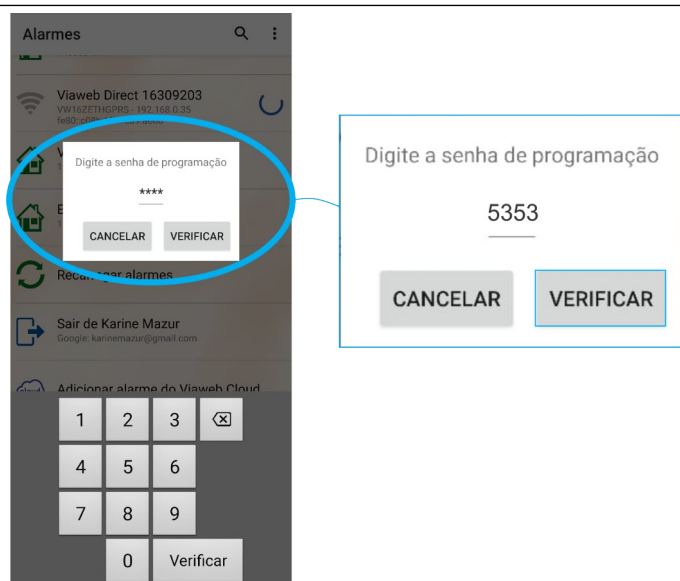 Alarmes
Viaweb Direct 16309203
VW16ZETHGPRS - 192.168.0.35
Digite a senha de programação
****
CANCELAR VERIFICAR
Recarregar alarmes
Sair de Karine Mazur
Google: karinemazur@gmail.com
Adicionar alarme do Viaweb Cloud
1 2 3
4 5 6
7 8 9
0 Verificar
Digite a senha de programação
5353
CANCELAR VERIFICAR